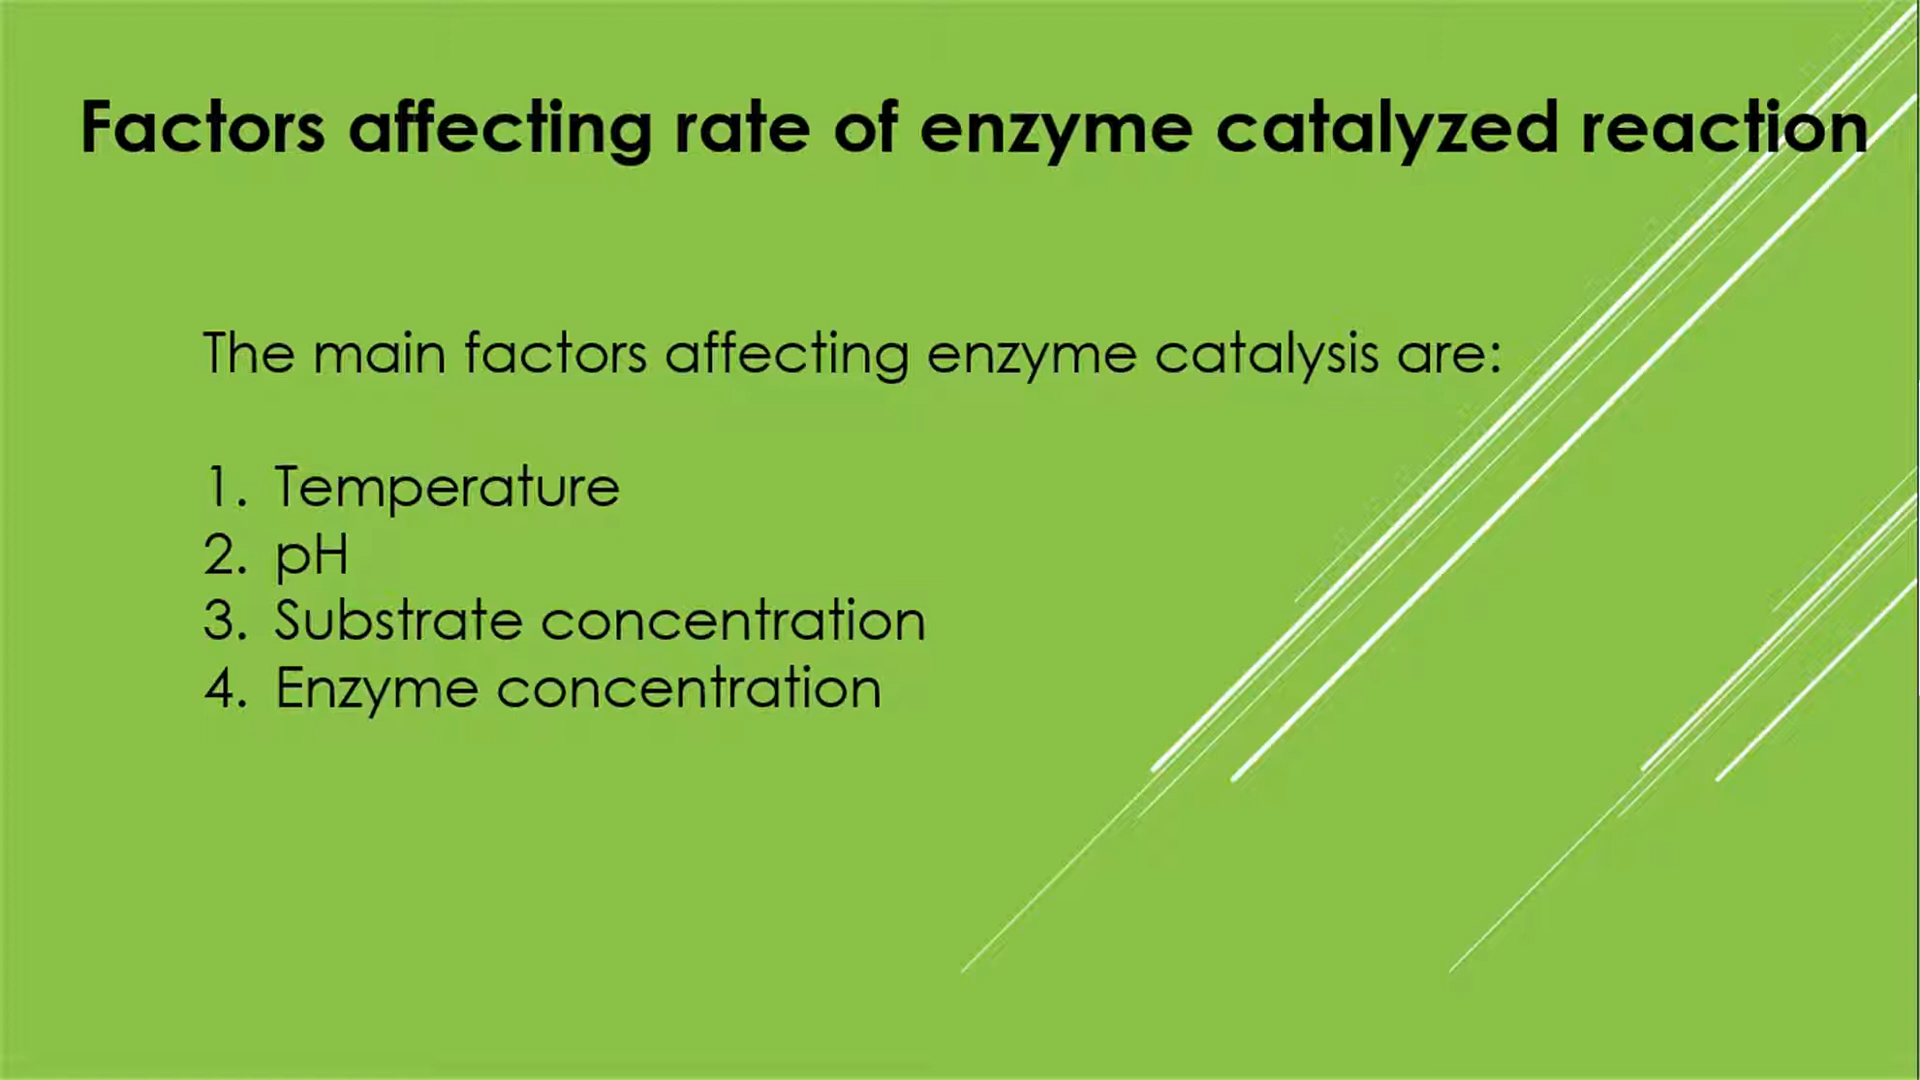 Factors affecting rate of enzyme catalyzed reaction
The main factors affecting enzyme catalysis are:
1. Temperature
2. pH
3. Substrate concentration
4. Enzyme concentration